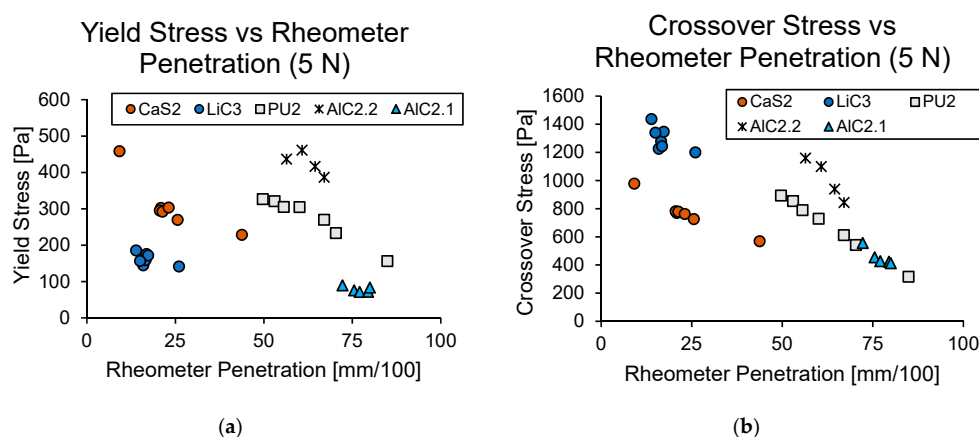 Yield Stress vs Rheometer
Penetration (5 N)
600
500
400
300
200
100
0
Yield Stress [Pa]
CaS2 LiC3 PU2 AlC2.2 AlC2.1
0 25 50 75 100
Rheometer Penetration [mm/100]
(a)
Crossover Stress vs
Rheometer Penetration (5 N)
1600
1400
1200
1000
800
600
400
200
0
Crossover Stress [Pa]
CaS2 LiC3 PU2
AlC2.2 AlC2.1
0 25 50 75 100
Rheometer Penetration [mm/100]
(b)